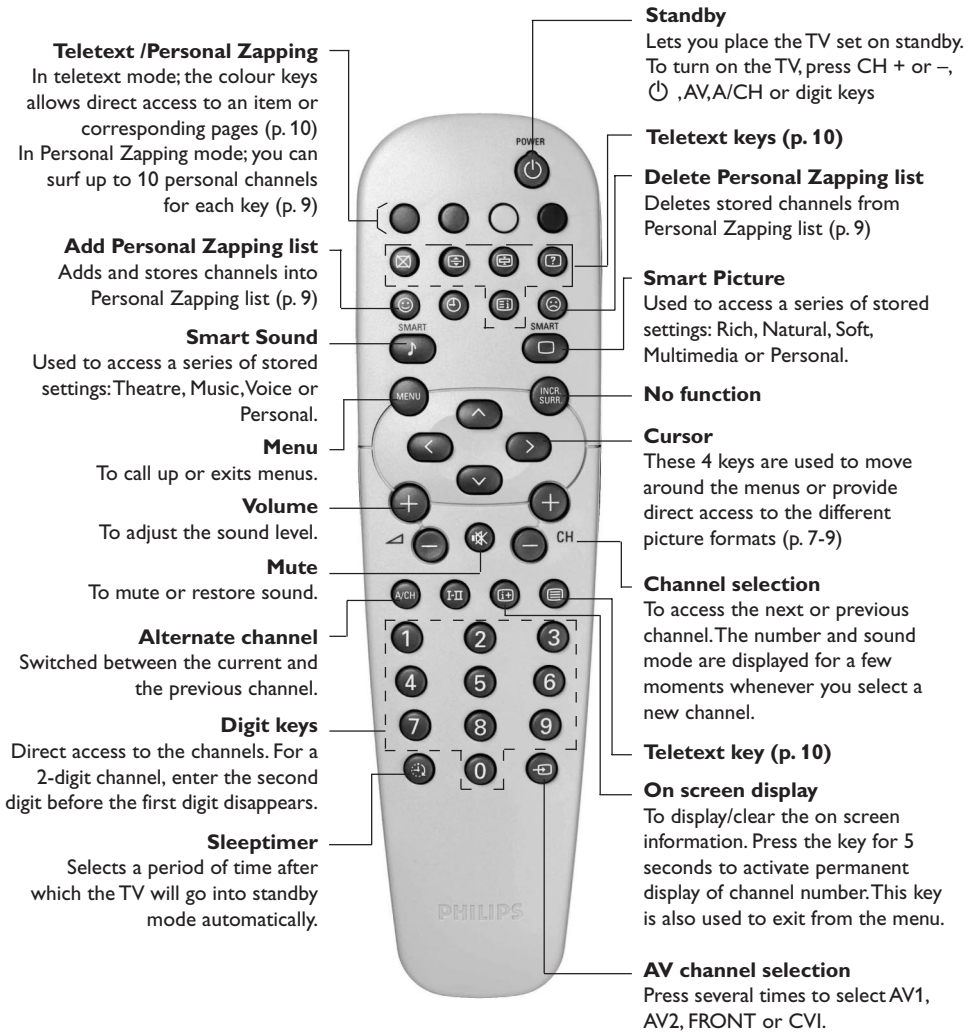 Teletext /Personal Zapping
In teletext mode; the colour keys
allows direct access to an item or
corresponding pages (p. 10)
In Personal Zapping mode; you can
surf up to 10 personal channels
for each key (p. 9)
Add Personal Zapping list
Adds and stores channels into
Personal Zapping list (p. 9)
Smart Sound
Used to access a series of stored
settings: Theatre, Music, Voice or
Personal.
Menu
To call up or exits menus.
Volume
To adjust the sound level.
Mute
To mute or restore sound.
Alternate channel
Switched between the current and
the previous channel.
Digit keys
Direct access to the channels. For a
2-digit channel, enter the second
digit before the first digit disappears.
Sleeptimer
Selects a period of time after
which the TV will go into standby
mode automatically.
POWER
?
SMART
SMART
MENU
INCR.
SURR.
+
+
−
−
CH
A/CH
I-II
i+
1
2
3
4
5
6
7
8
9
0
PHILIPS
Standby
Lets you place the TV set on standby.
To turn on the TV, press CH + or –,
, AV, A/CH or digit keys
Teletext keys (p. 10)
Delete Personal Zapping list
Deletes stored channels from
Personal Zapping list (p. 9)
Smart Picture
Used to access a series of stored
settings: Rich, Natural, Soft,
Multimedia or Personal.
No function
Cursor
These 4 keys are used to move
around the menus or provide
direct access to the different
picture formats (p. 7-9)
Channel selection
To access the next or previous
channel. The number and sound
mode are displayed for a few
moments whenever you select a
new channel.
Teletext key (p. 10)
On screen display
To display/clear the on screen
information. Press the key for 5
seconds to activate permanent
display of channel number. This key
is also used to exit from the menu.
AV channel selection
Press several times to select AV1,
AV2, FRONT or CVI.